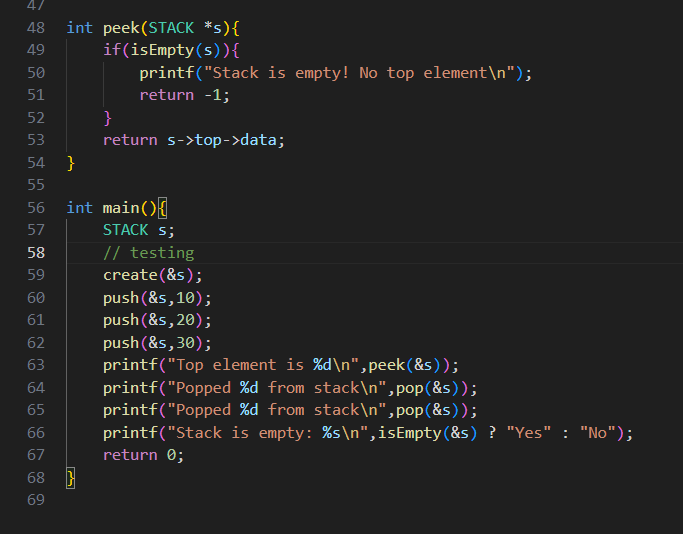 47
48 int peek(STACK *s){
49     if(isEmpty(s)){
50         printf("Stack is empty! No top element\n");
51         return -1;
52     }
53     return s->top->data;
54 }
55
56 int main(){
57     STACK s;
58     // testing
59     create(&s);
60     push(&s,10);
61     push(&s,20);
62     push(&s,30);
63     printf("Top element is %d\n",peek(&s));
64     printf("Popped %d from stack\n",pop(&s));
65     printf("Popped %d from stack\n",pop(&s));
66     printf("Stack is empty: %s\n",isEmpty(&s) ? "Yes" : "No");
67     return 0;
68 }
69